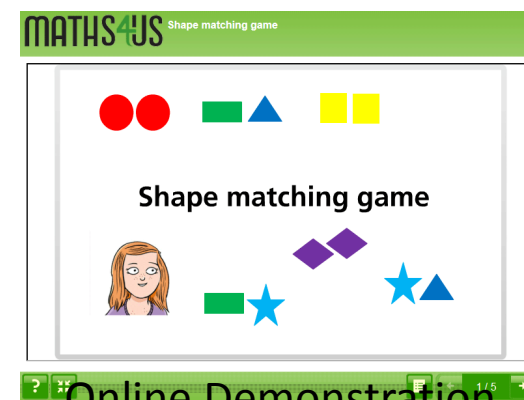 MATHS4US Shape matching game
Shape matching game
? 1/5 +
Online Demonstration